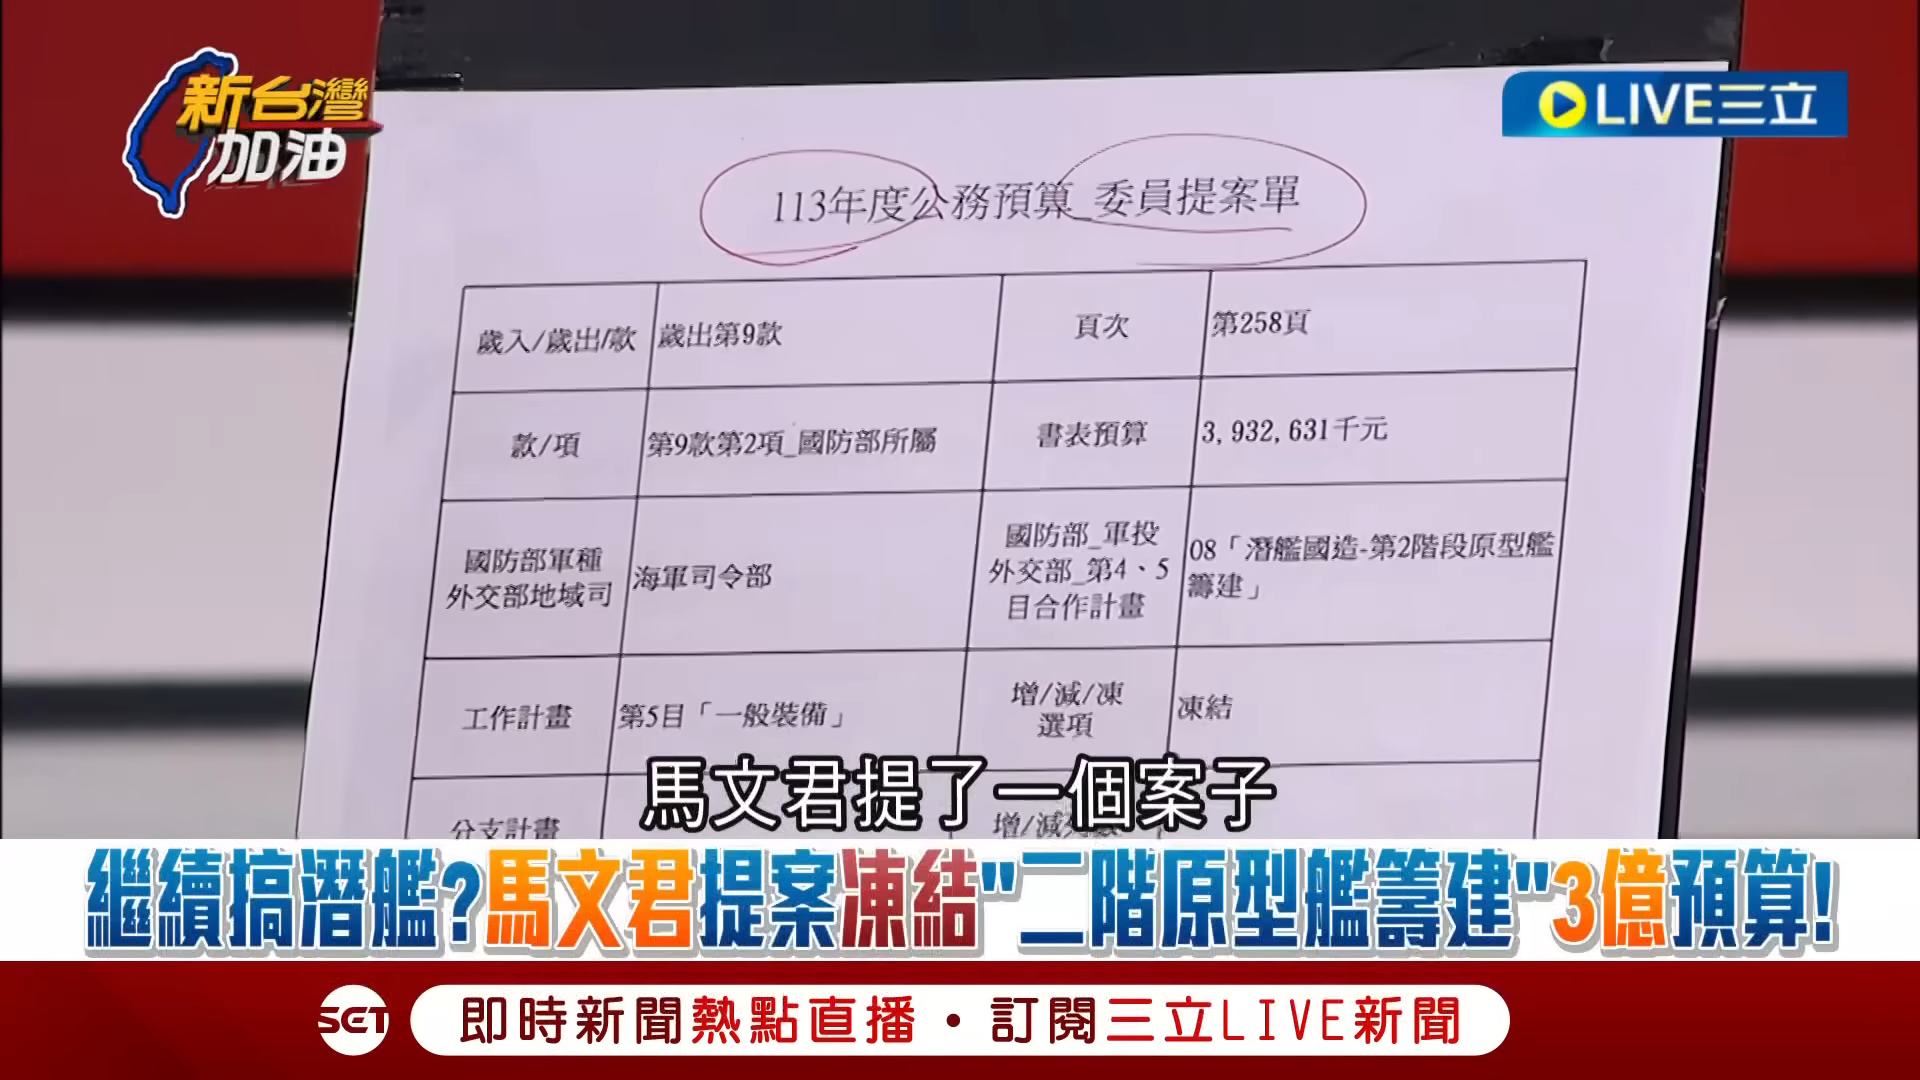 新台灣
加油
LIVE三立
113年度公務預算_委員提案單
歲入/歲出/款 歲出第9款 頁次 第258頁
款/項 第9款第2項_國防部所屬 書表預算 3,932,631千元
國防部軍種
外交部地域司
海軍司令部
國防部_軍投
外交部_第4、5
目合作計畫
08「潛艦國造-第2階段原型艦
籌建」
工作計畫 第5目「一般裝備」
增/減/凍
選項
凍結
分支計畫 增/減
馬文君提了一個案子
繼續搞潛艦?馬文君提案凍結"二階原型艦籌建"3億預算!
SET 即時新聞熱點直播・訂閱三立LIVE新聞